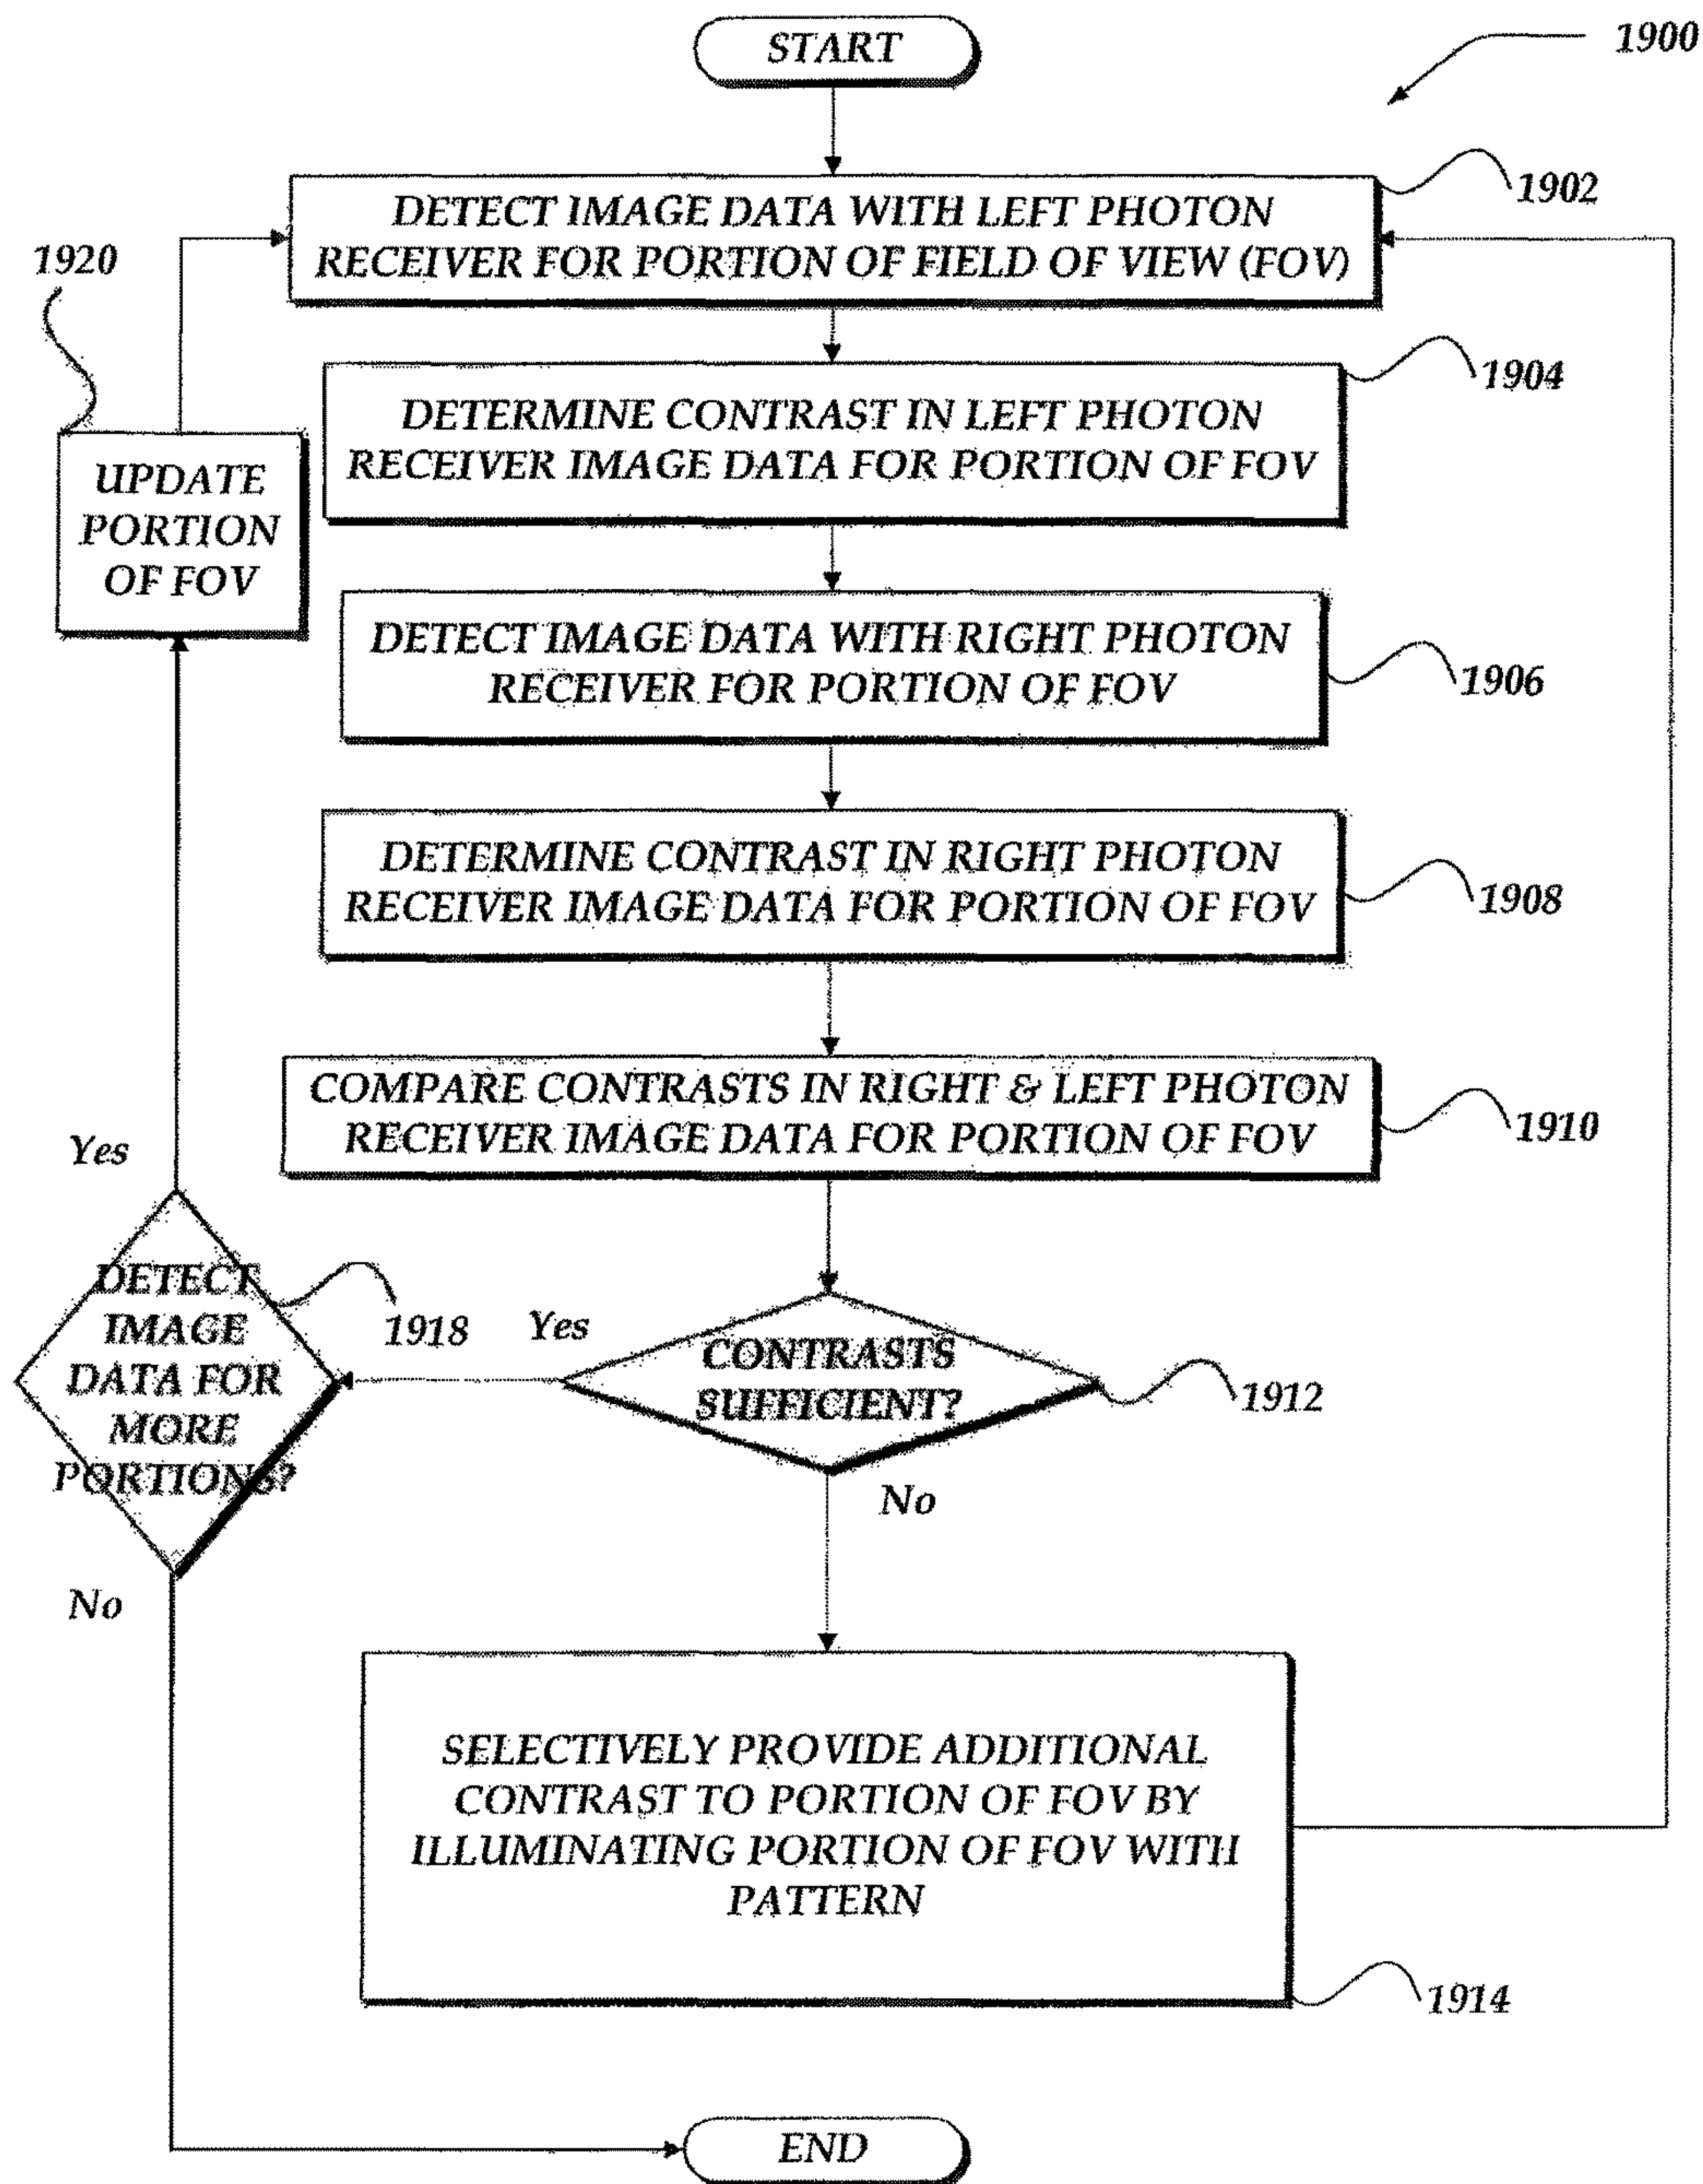 START
1900
DETECT IMAGE DATA WITH LEFT PHOTON
RECEIVER FOR PORTION OF FIELD OF VIEW (FOV)
1902
1920
DETERMINE CONTRAST IN LEFT PHOTON
RECEIVER IMAGE DATA FOR PORTION OF FOV
1904
UPDATE
PORTION
OF FOV
DETECT IMAGE DATA WITH RIGHT PHOTON
RECEIVER FOR PORTION OF FOV
1906
DETERMINE CONTRAST IN RIGHT PHOTON
RECEIVER IMAGE DATA FOR PORTION OF FOV
1908
COMPARE CONTRASTS IN RIGHT & LEFT PHOTON
RECEIVER IMAGE DATA FOR PORTION OF FOV
1910
Yes
DETECT
IMAGE
DATA FOR
MORE
PORTIONS?
1918
Yes
CONTRASTS
SUFFICIENT?
1912
No
No
SELECTIVELY PROVIDE ADDITIONAL
CONTRAST TO PORTION OF FOV BY
ILLUMINATING PORTION OF FOV WITH
PATTERN
1914
END